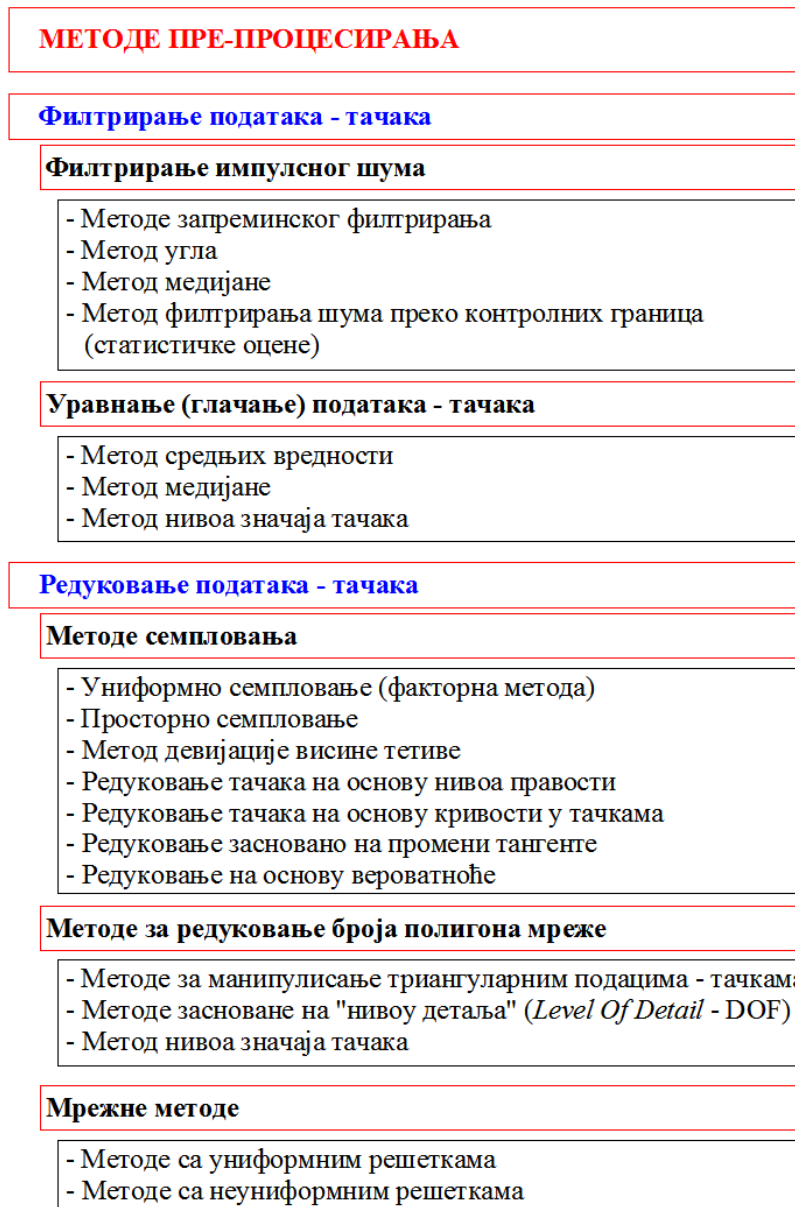 МЕТОДЕ ПРЕ-ПРОЦЕСИРАЊА
Филтрирање података - тачака
Филтрирање импулсног шума
- Методе запреминског филтрирања
- Метод угла
- Метод медијане
- Метод филтрирања шума преко контролних граница
(статистичке оцене)
Уравнање (глачање) података - тачака
- Метод средњих вредности
- Метод медијане
- Метод нивоа значаја тачака
Редуковање података - тачака
Методе семпловања
- Униформно семпловање (факторна метода)
- Просторно семпловање
- Метод девијације висине тетиве
- Редуковање тачака на основу нивоа правости
- Редуковање тачака на основу кривости у тачкама
- Редуковање засновано на промени тангенте
- Редуковање на основу вероватноће
Методе за редуковање броја полигона мреже
- Методе за манипулисање триангуларним подацима - тачкама
- Методе засноване на "нивоу детаља" (Level Of Detail - DOF)
- Метод нивоа значаја тачака
Мрежне методе
- Методе са униформним решеткама
- Методе са неуниформним решеткама